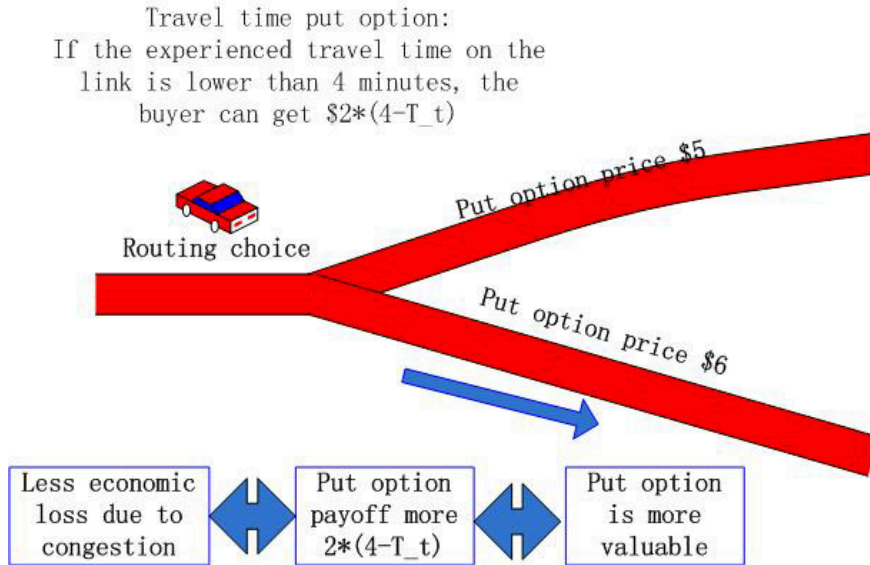 Travel time put option:
If the experienced travel time on the
link is lower than 4 minutes, the
buyer can get $2*(4-T_t)
Put option price $5
Routing choice
Put option price $6
Less economic
loss due to
congestion
Put option
payoff more
2*(4-T_t)
Put option
is more
valuable